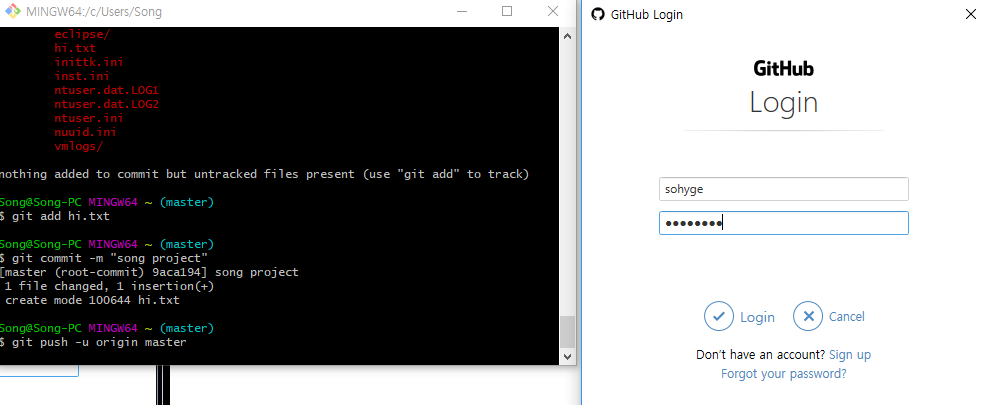 MINGW64:/c/Users/Song
eclipse/
hi.txt
inittk.ini
inst.ini
ntuser.dat.LOG1
ntuser.dat.LOG2
ntuser.ini
nuuid.ini
vmlogs/
nothing added to commit but untracked files present (use "git add" to track)
Song@Song-PC MINGW64 ~ (master)
$ git add hi.txt
Song@Song-PC MINGW64 ~ (master)
$ git commit -m "song project"
[master (root-commit) 9aca194] song project
1 file changed, 1 insertion(+)
create mode 100644 hi.txt
Song@Song-PC MINGW64 ~ (master)
$ git push -u origin master
GitHub Login
GitHub
Login
sohyge
●●●●●●●●
Login
Cancel
Don't have an account? Sign up
Forgot your password?